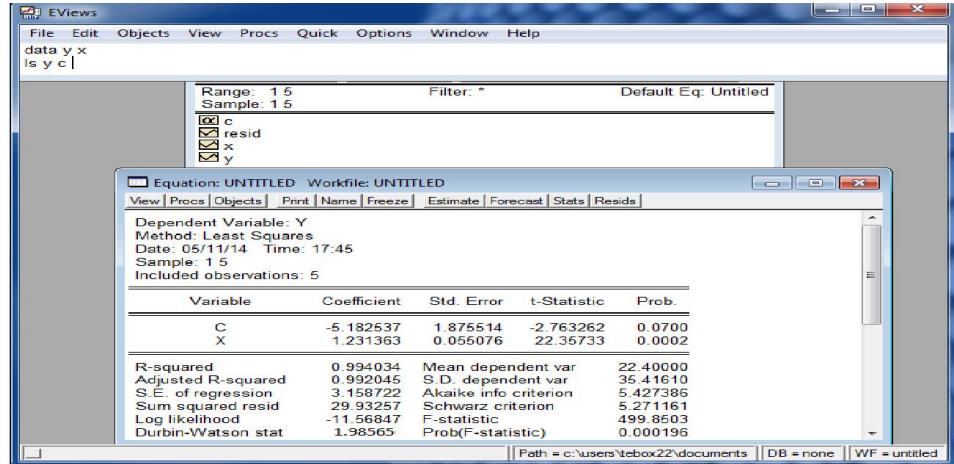 EViews
File Edit Objects View Procs Quick Options Window Help
data y x
ls y c
Range: 1 5 Filter: * Default Eq: Untitled
Sample: 1 5
c
resid
x
y
Equation: UNTITLED Workfile: UNTITLED
View Procs Objects Print Name Freeze Estimate Forecast Stats Resids
Dependent Variable: Y
Method: Least Squares
Date: 05/11/14 Time: 17:45
Sample: 1 5
Included observations: 5
Variable Coefficient Std. Error t-Statistic Prob.
C -5.182537 1.875514 -2.763262 0.0700
X 1.231363 0.055076 22.35733 0.0002
R-squared 0.994034 Mean dependent var 22.40000
Adjusted R-squared 0.992045 S.D. dependent var 35.41610
S.E. of regression 3.158722 Akaike info criterion 5.427386
Sum squared resid 29.93257 Schwarz criterion 5.271161
Log likelihood -11.56847 F-statistic 499.8503
Durbin-Watson stat 1.98565 Prob(F-statistic) 0.000196
Path = c:\users\tebox22\documents DB = none WF = untitled